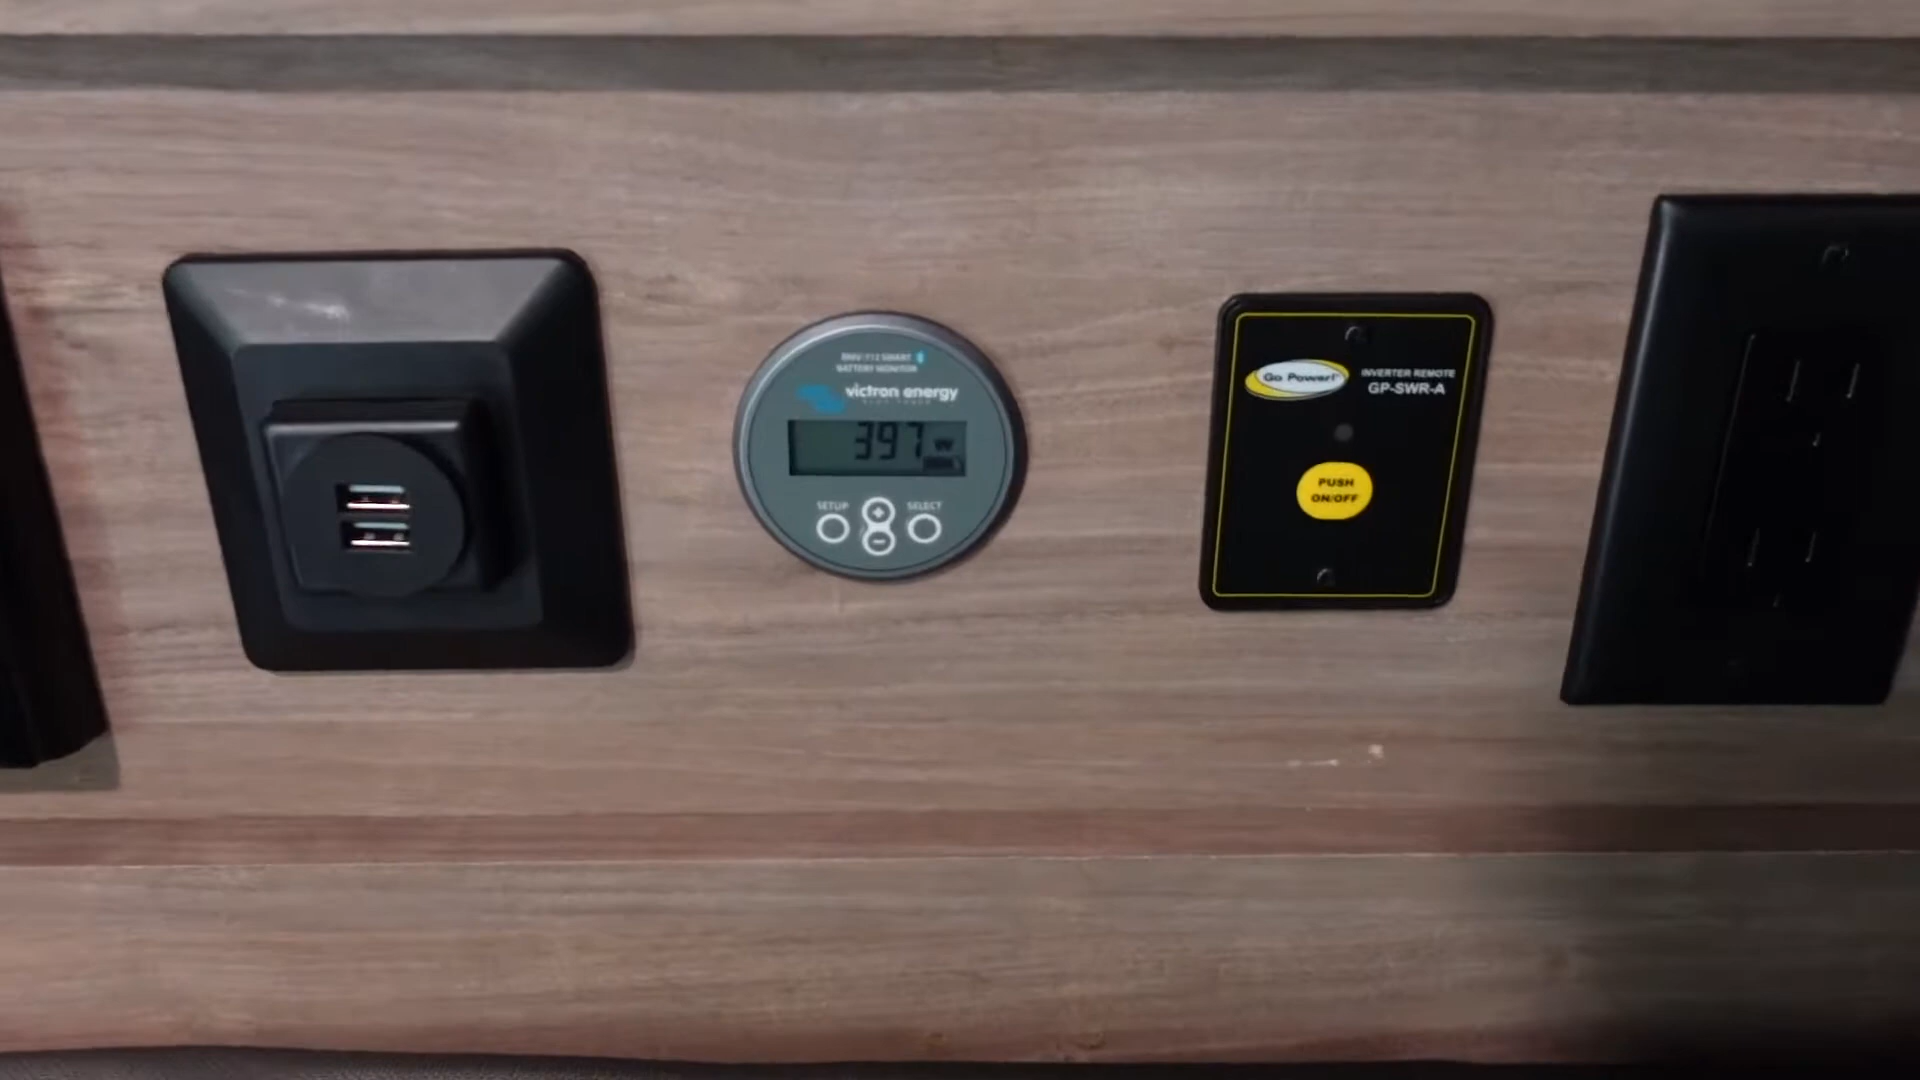 BMV-712 SMART
BATTERY MONITOR
victron energy
397 W
SETUP
SELECT
+
-
Go Power!
INVERTER REMOTE
GP-SWR-A
PUSH
ON/OFF